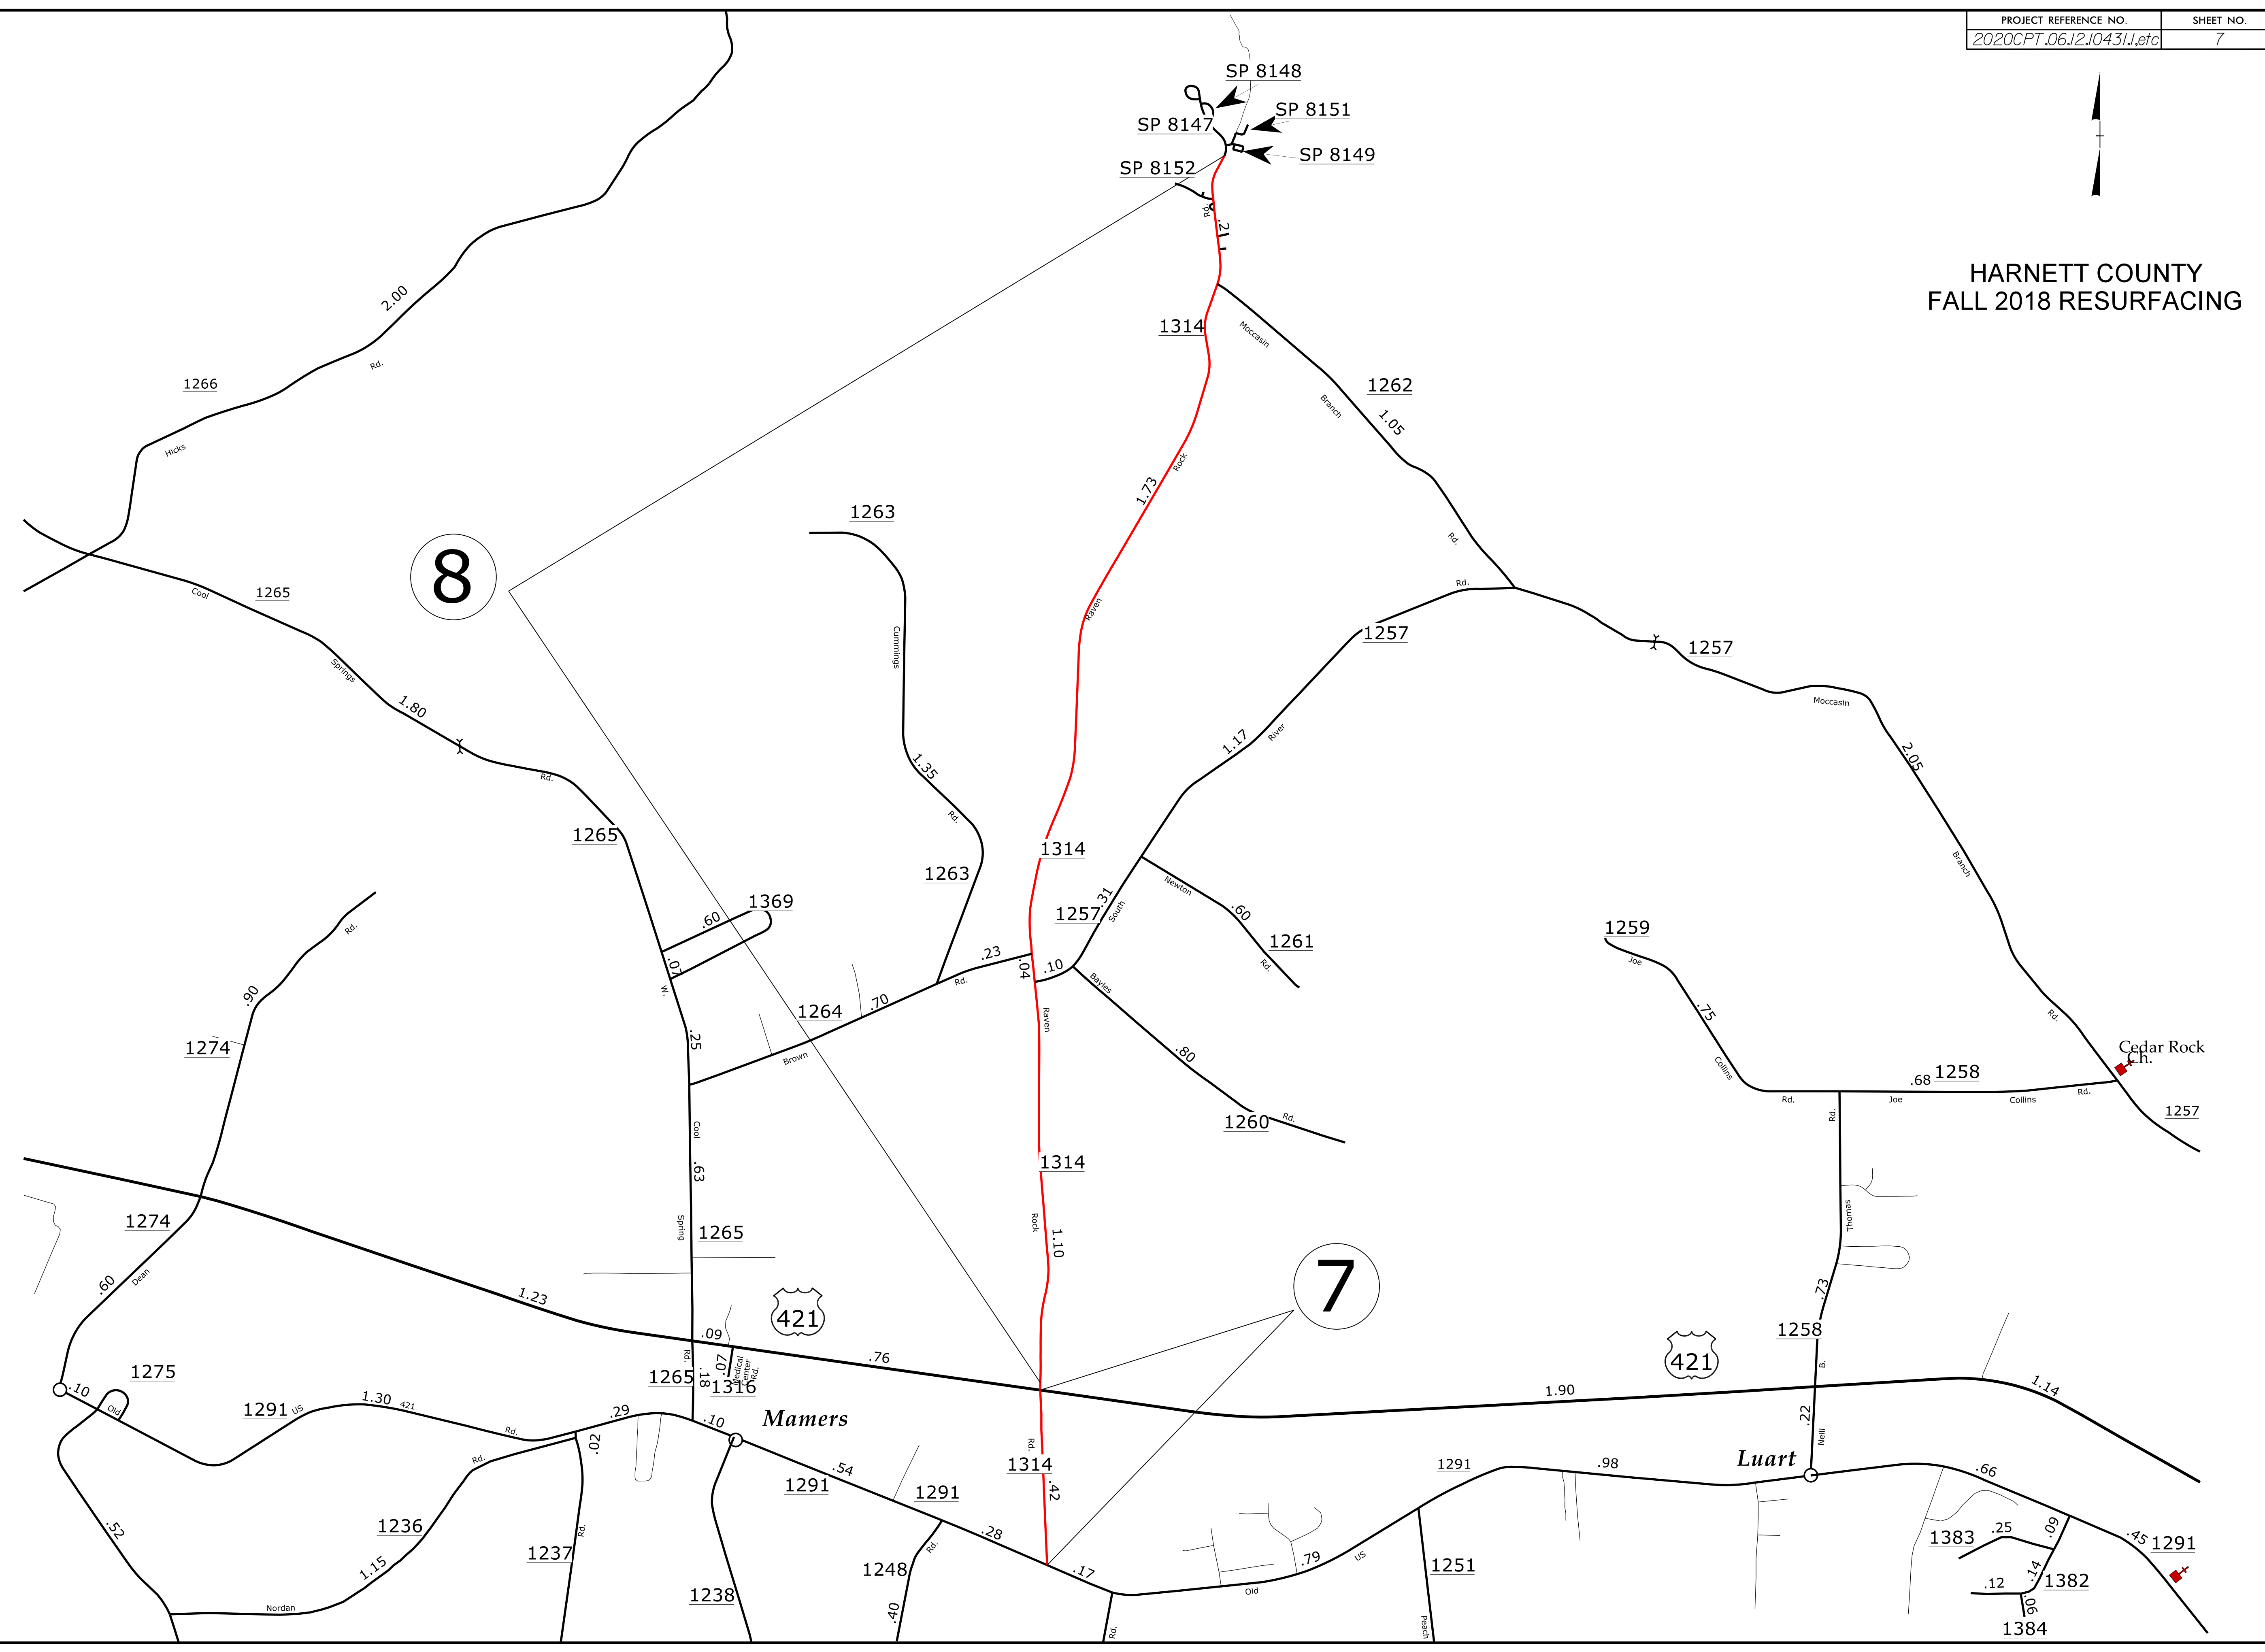 PROJECT REFERENCE NO.
SHEET NO.
2020CPT.06.12.10431.1,etc
7
HARNETT COUNTY
FALL 2018 RESURFACING
SP 8148
SP 8151
SP 8147
SP 8149
SP 8152
Rd.
.21
1314
Moccasin
1262
Branch
1.05
Rd.
2.00
Rd.
1266
Hicks
Rock
1.73
Raven
1263
8
Cool
1265
Springs
1.80
Rd.
1265
Cummings
1.35
Rd.
1263
Rd.
1257
1257
Moccasin
2.05
Branch
Rd.
1.17
River
1314
1257
.31
South
Newton
.60
1261
Rd.
1369
.60
.07
W.
.25
.23
Rd.
.04
.10
Bayles
.80
1260
Rd.
1264
.70
Brown
Raven
1259
Joe
.75
Collins
Rd.
Joe
.68
1258
Collins
Rd.
Cedar Rock
Ch.
1257
Rd.
.90
1274
1274
.60
Dean
Cool
.63
Spring
1265
1314
Rock
1.10
7
Rd.
Thomas
.73
1258
B.
.22
Neill
1.23
421
.09
.76
421
1.90
1.14
Rd.
1265
.18
.07
Medical
Center
Rd.
1316
1275
.10
Old
1291
US
1.30
421
Rd.
.29
.10
Mamers
.02
Rd.
.54
1291
1291
Rd.
1314
.42
.28
.17
1291
.98
Luart
.66
.45
1291
.52
1236
1.15
Nordan
1237
Rd.
1238
1248
Rd.
.40
Rd.
Old
.79
US
1251
Peach
1383
.25
.09
.14
1382
.12
.06
1384